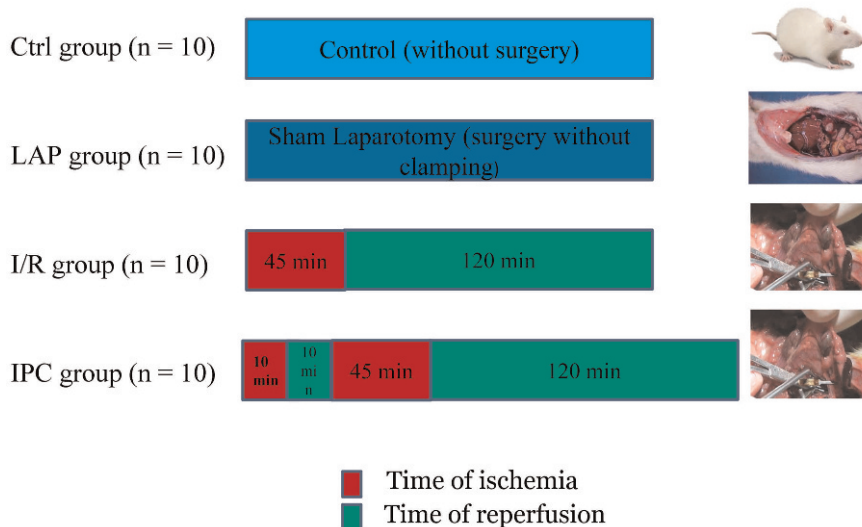 Ctrl group (n = 10)
Control (without surgery)
LAP group (n = 10)
Sham Laparotomy (surgery without
clamping)
I/R group (n = 10)
45 min
120 min
IPC group (n = 10)
10
min
10
mi
n
45 min
120 min
Time of ischemia
Time of reperfusion